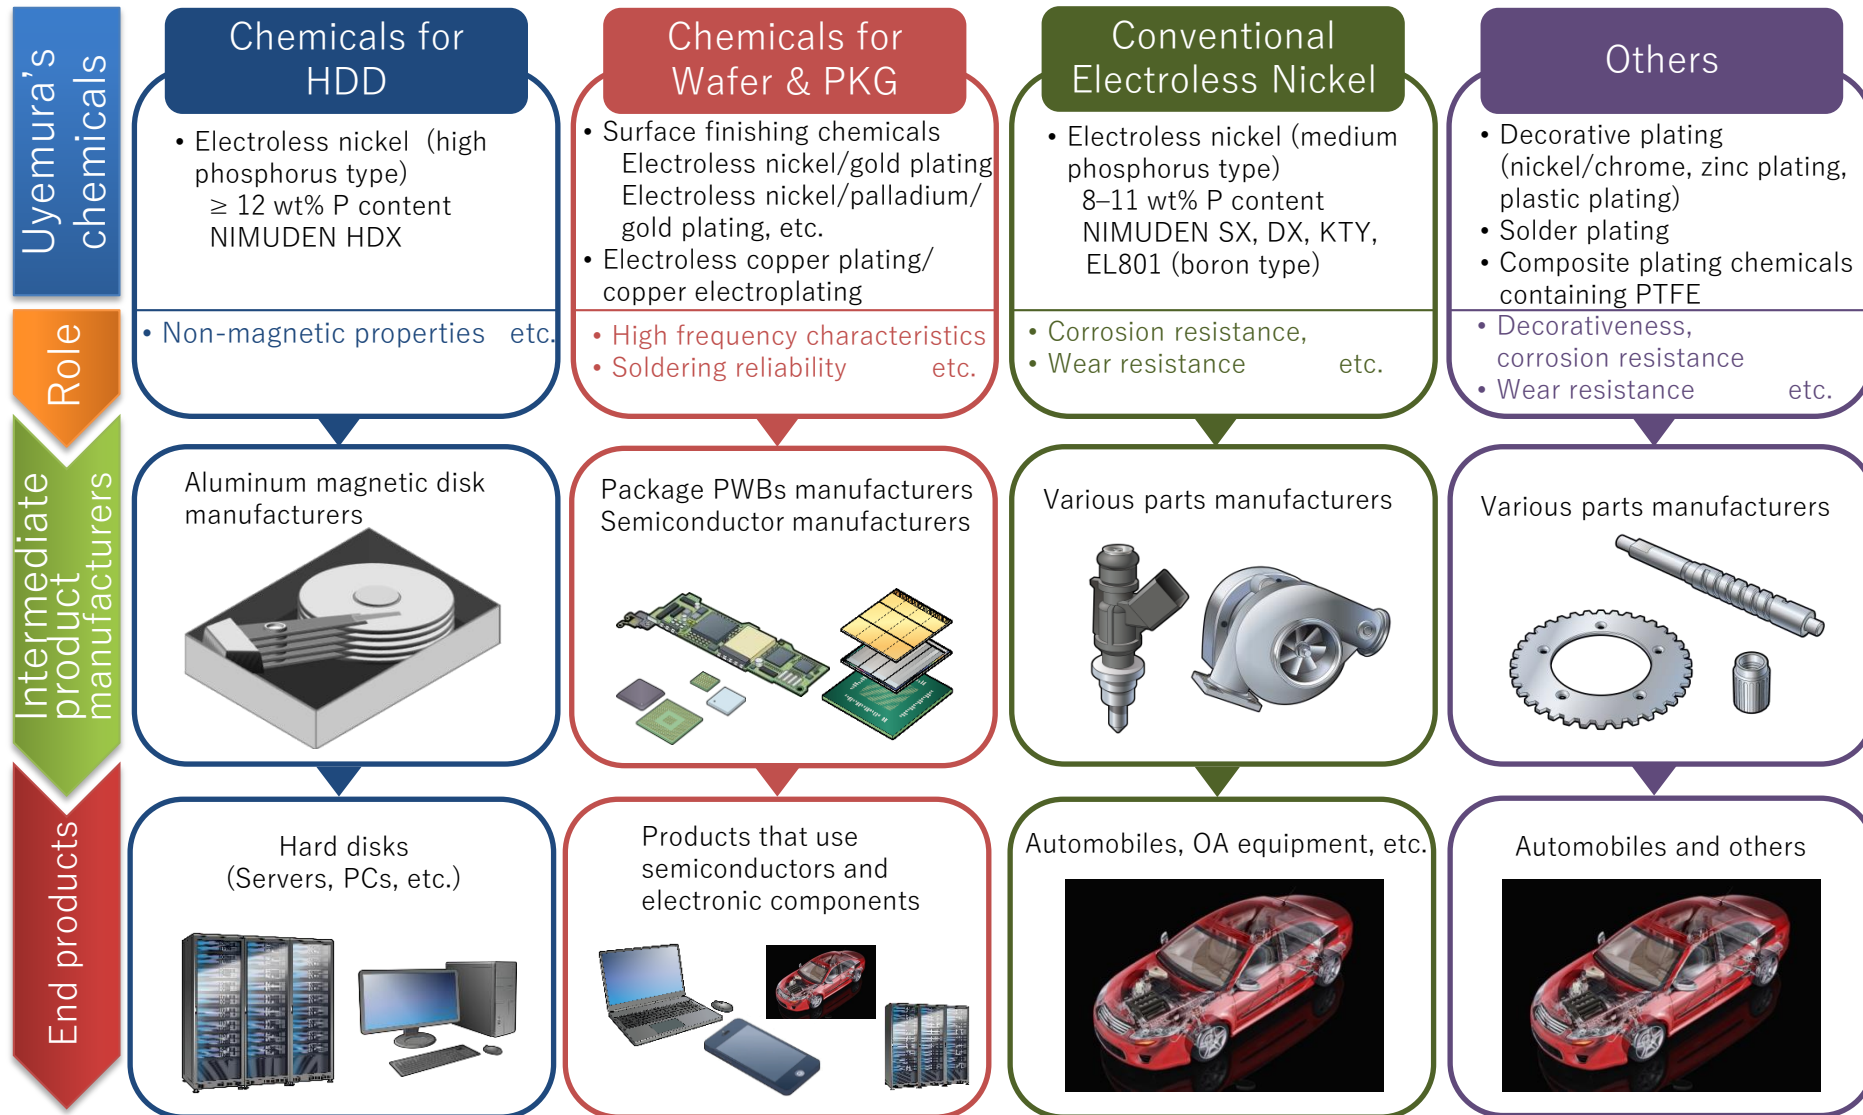 Uyemura's
chemicals
Chemicals for
HDD
• Electroless nickel (high
phosphorus type)
≥ 12 wt% P content
NIMUDEN HDX
Chemicals for
Wafer & PKG
• Surface finishing chemicals
Electroless nickel/gold plating
Electroless nickel/palladium/
gold plating, etc.
• Electroless copper plating/
copper electroplating
Conventional
Electroless Nickel
• Electroless nickel (medium
phosphorus type)
8–11 wt% P content
NIMUDEN SX, DX, KTY,
EL801 (boron type)
Others
• Decorative plating
(nickel/chrome, zinc plating,
plastic plating)
• Solder plating
• Composite plating chemicals
containing PTFE
Role
• Non-magnetic properties etc.
• High frequency characteristics
• Soldering reliability etc.
• Corrosion resistance,
• Wear resistance etc.
• Decorativeness,
corrosion resistance
• Wear resistance etc.
Intermediate
product
manufacturers
Aluminum magnetic disk
manufacturers
Package PWBs manufacturers
Semiconductor manufacturers
Various parts manufacturers
Various parts manufacturers
End products
Hard disks
(Servers, PCs, etc.)
Products that use
semiconductors and
electronic components
Automobiles, OA equipment, etc.
Automobiles and others